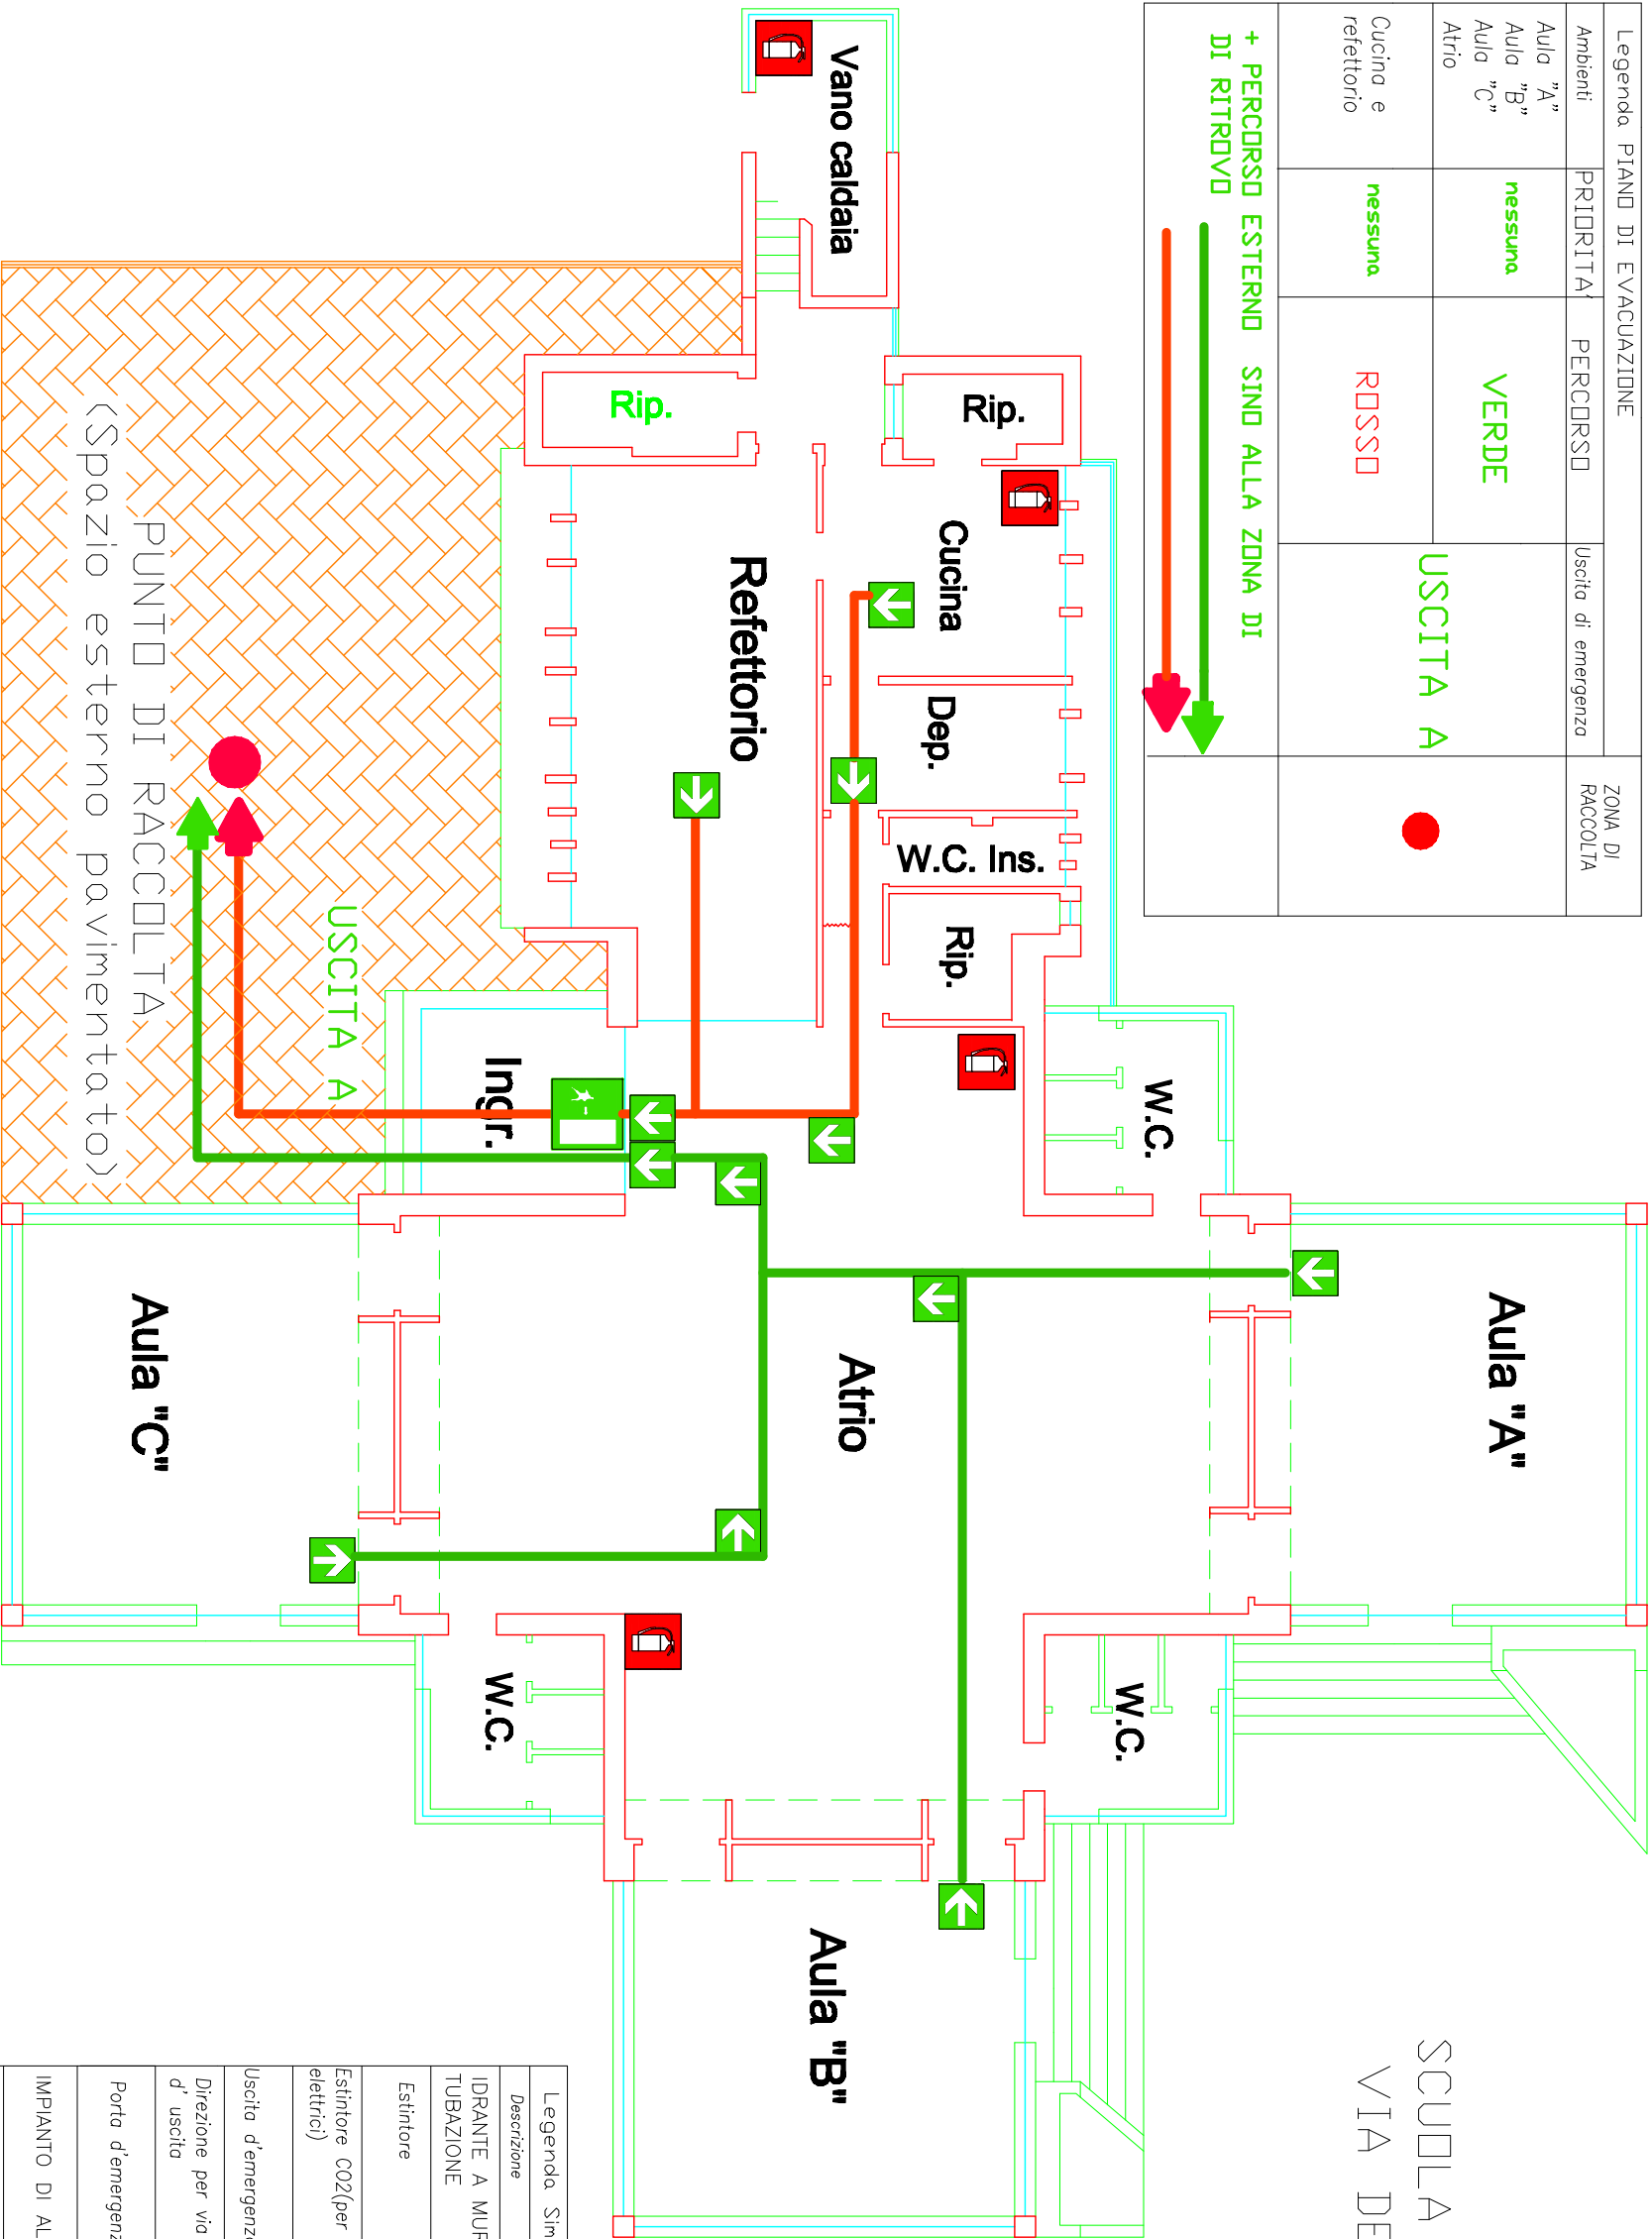 Legenda PIANO DI EVACUAZIONE
Ambienti
PRIORITA'
PERCORSO
Uscita di emergenza
ZONA DI
RACCOLTA
Aula "A"
Aula "B"
Aula "C"
Atrio
nessuna
VERDE
USCITA A
Cucina e
refettorio
nessuna
ROSSO
+ PERCORSO ESTERNO SINO ALLA ZONA DI
DI RITROVO
SCUOLA
VIA DE
Aula "A"
W.C.
W.C.
Vano caldaia
Rip.
Cucina
Dep.
W.C. Ins.
Rip.
Rip.
Refettorio
Atrio
Aula "B"
Ingr.
W.C.
USCITA A
Aula "C"
PUNTO DI RACCOLTA
(Spazio esterno pavimentato)
Legenda Sim
Descrizione
IDRANTE A MUR
TUBAZIONE
Estintore
Estintore CO2(per
elettrici)
Uscita d'emergenz
Direzione per via
d' uscita
Porta d'emergenz
IMPIANTO DI AL